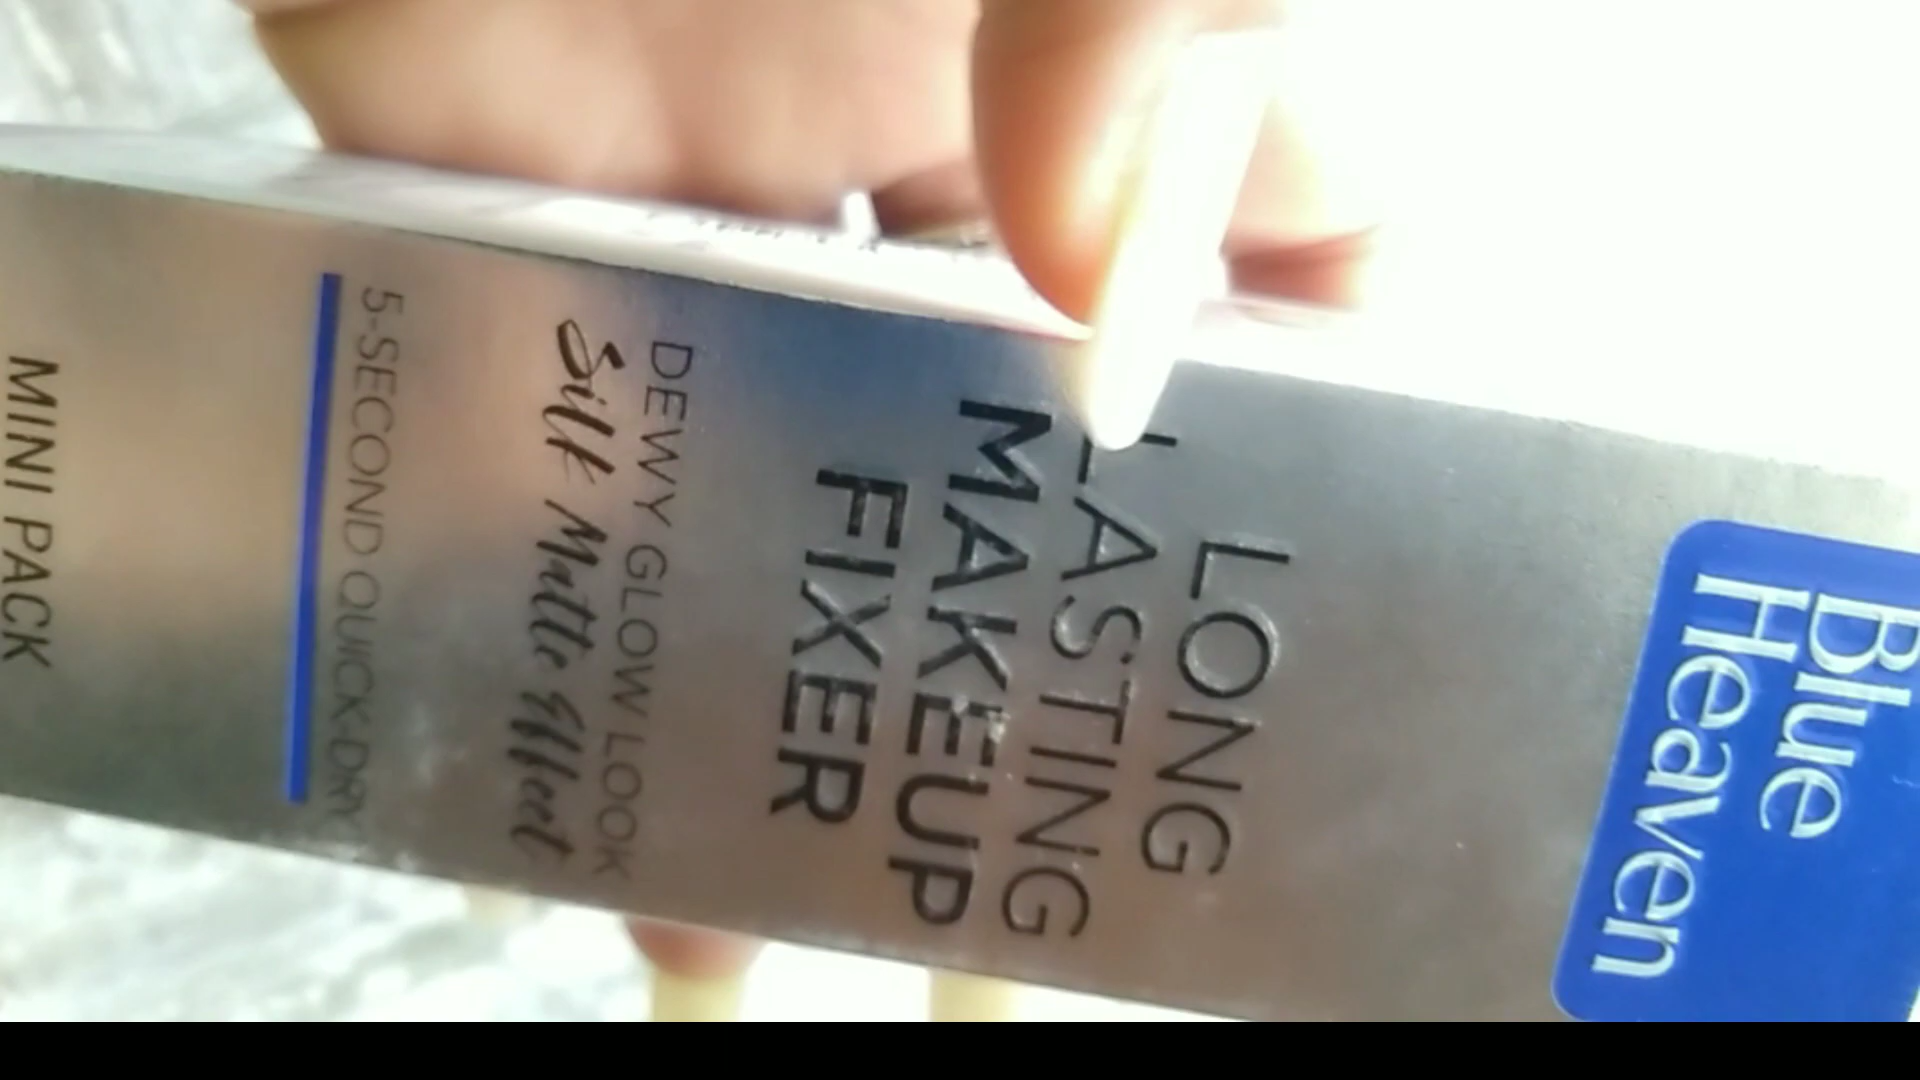 Blue
Heaven
LONG
LASTING
MAKEUP
FIXER
DEWY GLOW LOOK
Silk Matte Effect
5-SECOND QUICK-DRY
MINI PACK